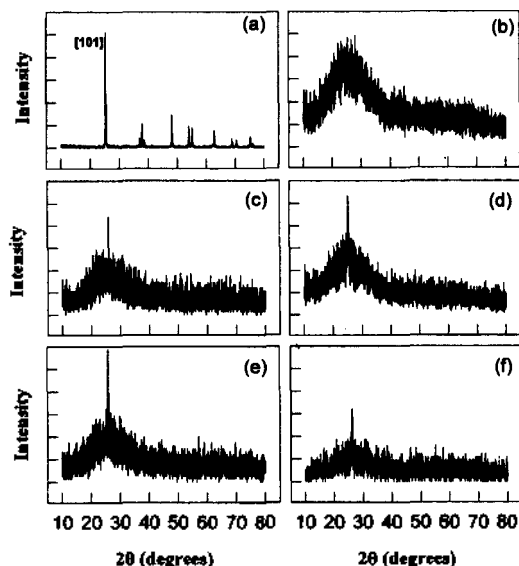 (a)
[101]
Intensity
(b)
(c)
Intensity
(d)
(e)
Intensity
(f)
10 20 30 40 50 60 70 80
10 20 30 40 50 60 70 80
2θ (degrees)
2θ (degrees)